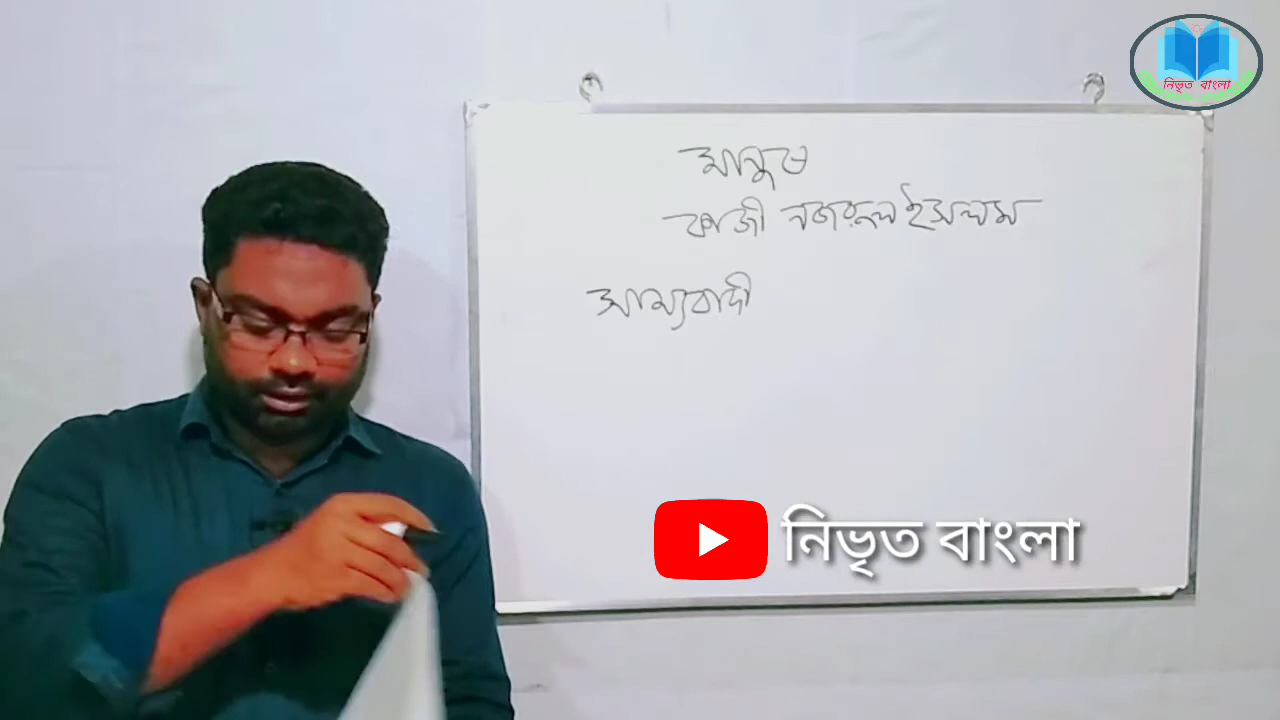 নিভৃত বাংলা
মানুষ
কাজী নজরুল ইসলাম
সাম্যবাদী
নিভৃত বাংলা